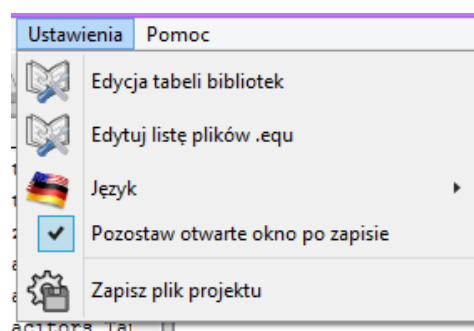 Ustawienia Pomoc
Edycja tabeli bibliotek
Edytuj listę plików .equ
Język
Pozostaw otwarte okno po zapisie
Zapisz plik projektu